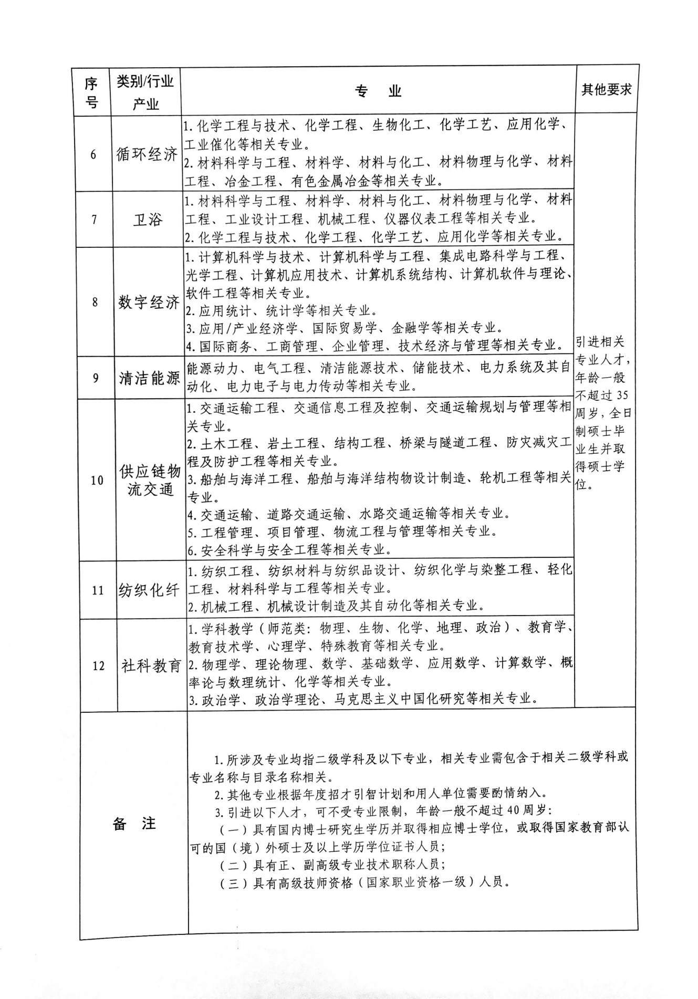 序号
类别/行业
产业
专 业
其他要求
6
循环经济
1.化学工程与技术、化学工程、生物化工、化学工艺、应用化学、
工业催化等相关专业。
2.材料科学与工程、材料学、材料与化工、材料物理与化学、材料
工程、冶金工程、有色金属冶金等相关专业。
7
卫浴
1.材料科学与工程、材料学、材料与化工、材料物理与化学、材料
工程、工业设计工程、机械工程、仪器仪表工程等相关专业。
2.化学工程与技术、化学工程、化学工艺、应用化学等相关专业。
8
数字经济
1.计算机科学与技术、计算机科学与工程、集成电路科学与工程、
光学工程、计算机应用技术、计算机系统结构、计算机软件与理论、
软件工程等相关专业。
2.应用统计、统计学等相关专业。
3.应用/产业经济学、国际贸易学、金融学等相关专业。
4.国际商务、工商管理、企业管理、技术经济与管理等相关专业。
9
清洁能源
能源动力、电气工程、清洁能源技术、储能技术、电力系统及其自
动化、电力电子与电力传动等相关专业。
10
供应链物
流交通
1.交通运输工程、交通信息工程及控制、交通运输规划与管理等相
关专业。
2.土木工程、岩土工程、结构工程、桥梁与隧道工程、防灾减灾工
程及防护工程等相关专业。
3.船舶与海洋工程、船舶与海洋结构物设计制造、轮机工程等相关
专业。
4.交通运输、道路交通运输、水路交通运输等相关专业。
5.工程管理、项目管理、物流工程与管理等相关专业。
6.安全科学与安全工程等相关专业。
11
纺织化纤
1.纺织工程、纺织材料与纺织品设计、纺织化学与染整工程、轻化
工程、材料科学与工程等相关专业。
2.机械工程、机械设计制造及其自动化等相关专业。
12
社科教育
1.学科教学（师范类：物理、生物、化学、地理、政治）、教育学、
教育技术学、心理学、特殊教育等相关专业。
2.物理学、理论物理、数学、基础数学、应用数学、计算数学、概
率论与数理统计、化学等相关专业。
3.政治学、政治学理论、马克思主义中国化研究等相关专业。
引进相关
专业人才，
年龄一般
不超过 35
周岁，全日
制硕士毕
业生并取
得硕士学
位。
备 注
1.所涉及专业均指二级学科及以下专业，相关专业需包含于相关二级学科或
专业名称与目录名称相关。
2.其他专业根据年度招才引智计划和用人单位需要酌情纳入。
3.引进以下人才，可不受专业限制，年龄一般不超过 40 周岁：
（一）具有国内博士研究生学历并取得相应博士学位，或取得国家教育部认
可的国（境）外硕士及以上学历学位证书人员；
（二）具有正、副高级专业技术职称人员；
（三）具有高级技师资格（国家职业资格一级）人员。